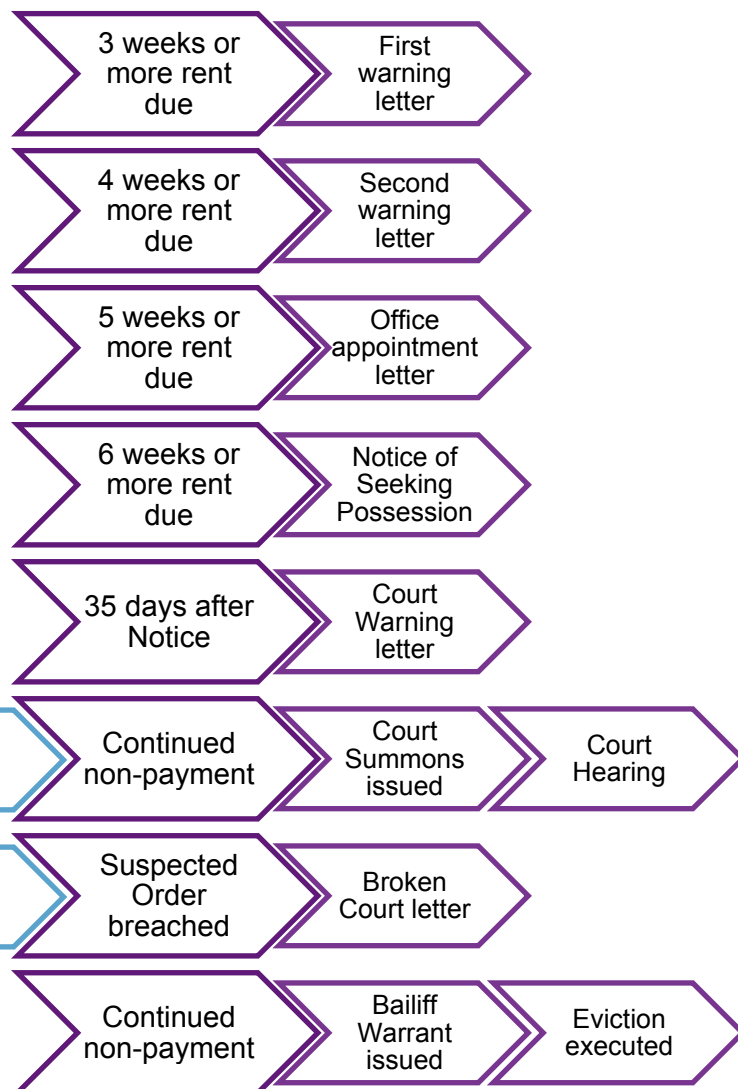 3 weeks or
more rent
due
First
warning
letter
4 weeks or
more rent
due
Second
warning
letter
5 weeks or
more rent
due
Office
appointment
letter
6 weeks or
more rent
due
Notice of
Seeking
Possession
35 days after
Notice
Court
Warning
letter
Continued
non-payment
Court
Summons
issued
Court
Hearing
Suspected
Order
breached
Broken
Court letter
Continued
non-payment
Bailiff
Warrant
issued
Eviction
executed